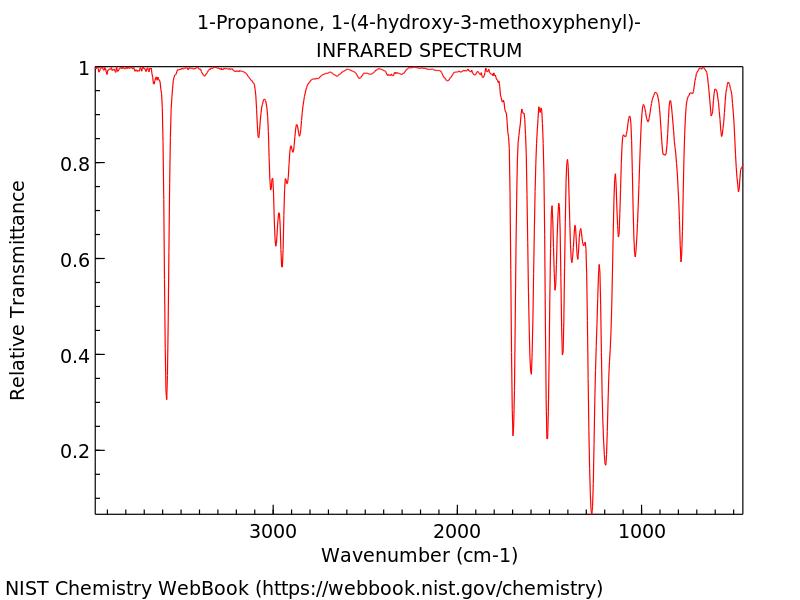 1-Propanone, 1-(4-hydroxy-3-methoxyphenyl)-
INFRARED SPECTRUM
1
0.8
0.6
0.4
0.2
Relative Transmittance
3000 2000 1000
Wavenumber (cm-1)
NIST Chemistry WebBook (https://webbook.nist.gov/chemistry)